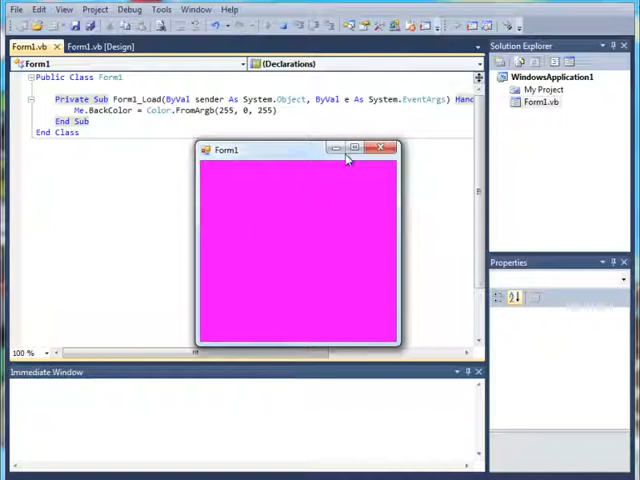 File Edit View Project Build Debug Tools Window Help
Form1.vb Form1.vb [Design]
Form1 (Declarations)
Public Class Form1
Private Sub Form1_Load(ByVal sender As System.Object, ByVal e As System.EventArgs) Hand
Me.BackColor = Color.FromArgb(255, 0, 255)
End Sub
End Class
Form1
100 %
Immediate Window
Solution Explorer
WindowsApplication1
My Project
Form1.vb
Properties